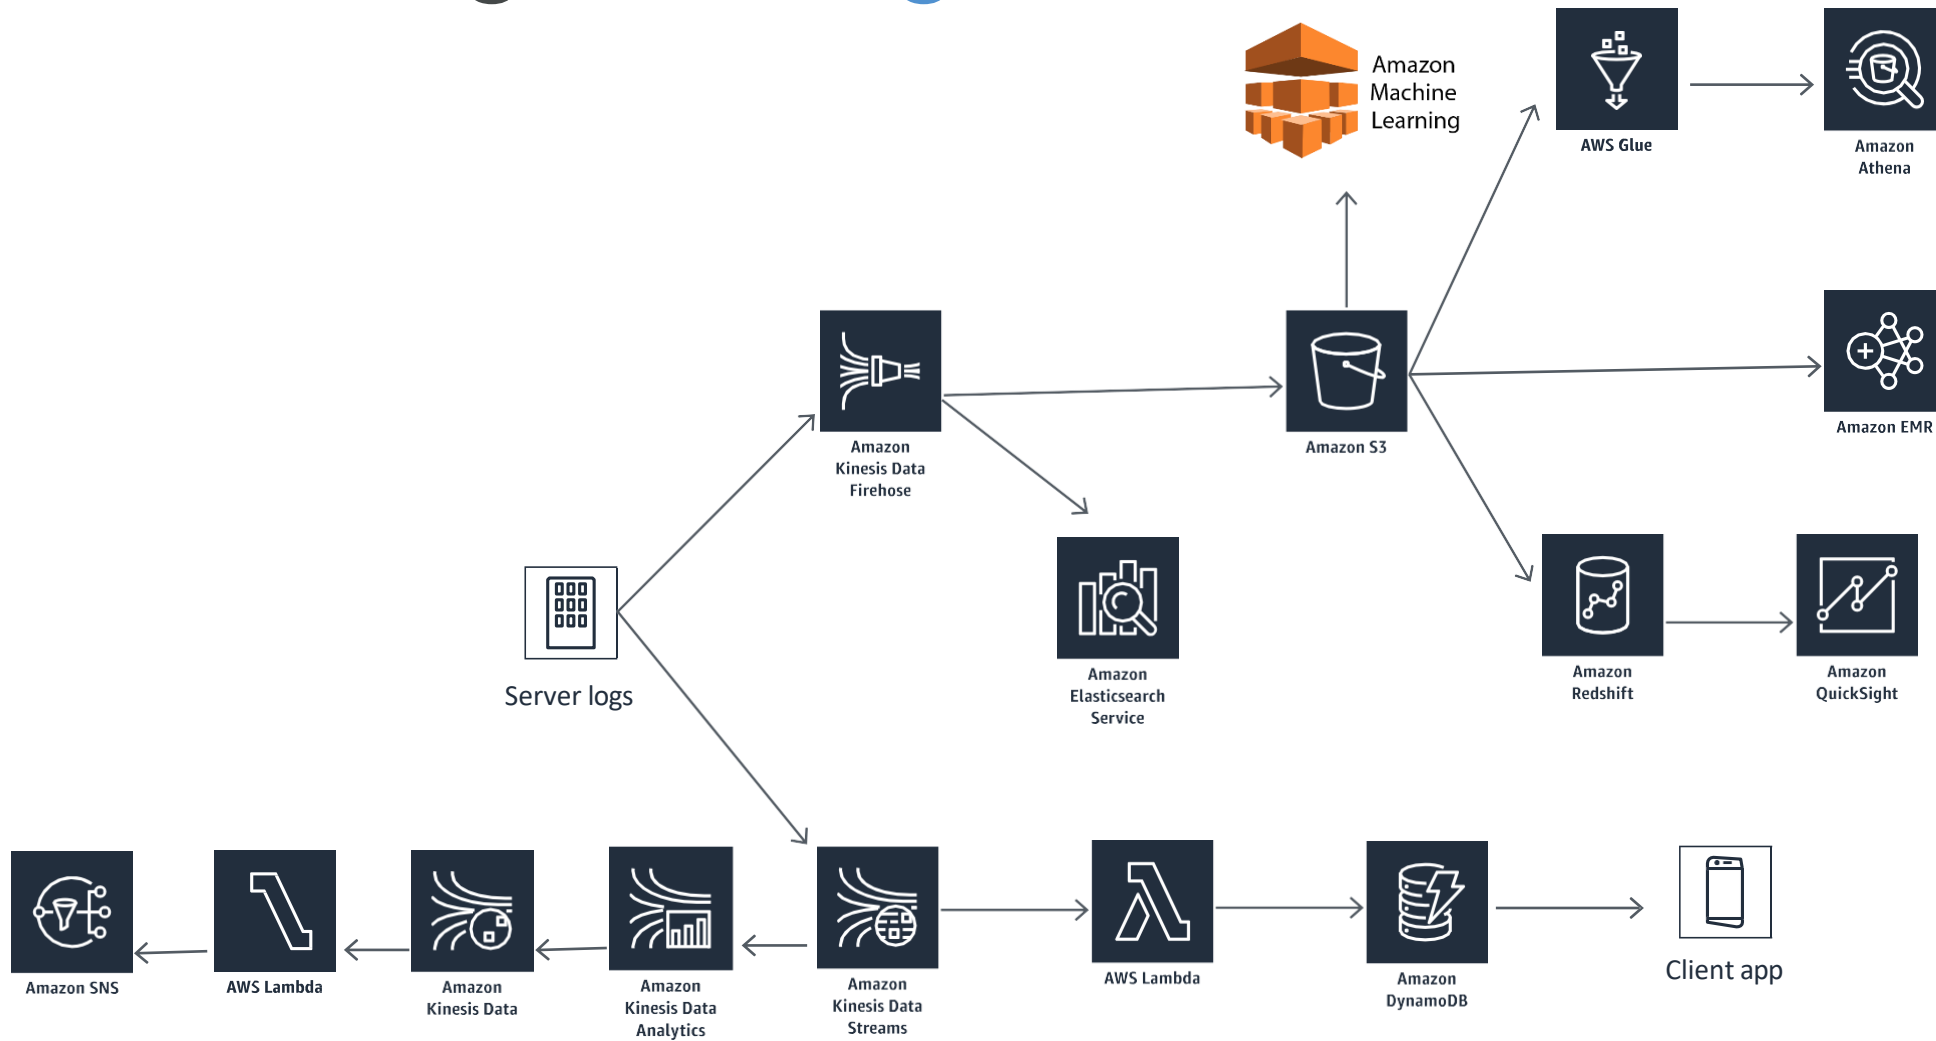 Amazon
Machine
Learning
AWS Glue
Amazon
Athena
Amazon
Kinesis Data
Firehose
Amazon S3
Amazon EMR
Server logs
Amazon
Elasticsearch
Service
Amazon
Redshift
Amazon
QuickSight
Amazon SNS
AWS Lambda
Amazon
Kinesis Data
Amazon
Kinesis Data
Analytics
Amazon
Kinesis Data
Streams
AWS Lambda
Amazon
DynamoDB
Client app